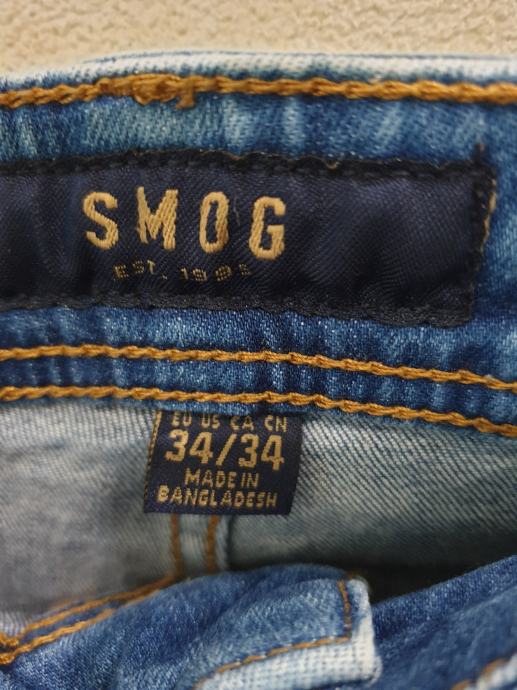 SMOG
EST. 1995
EU US CA CN
34/34
MADE IN
BANGLADESH